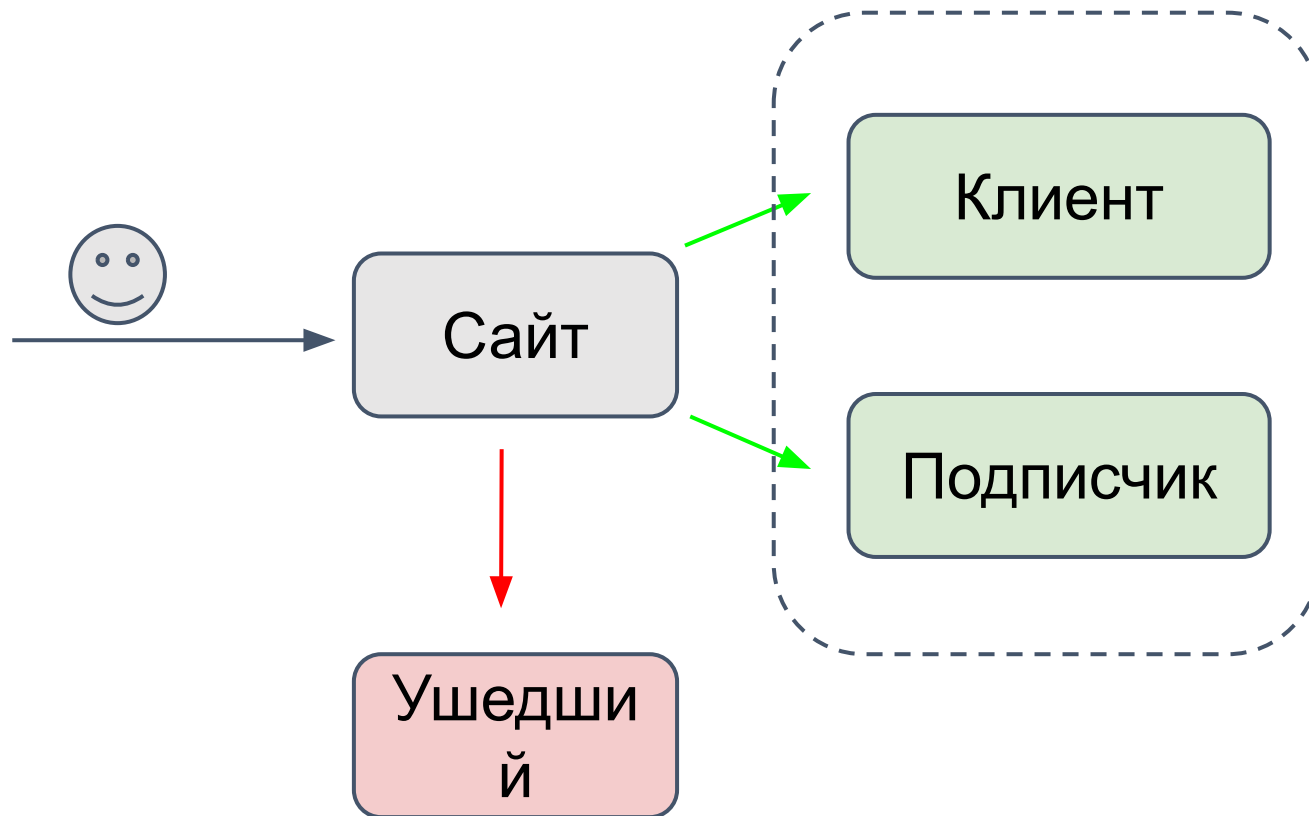 Клиент
Сайт
Подписчик
Ушедши
й